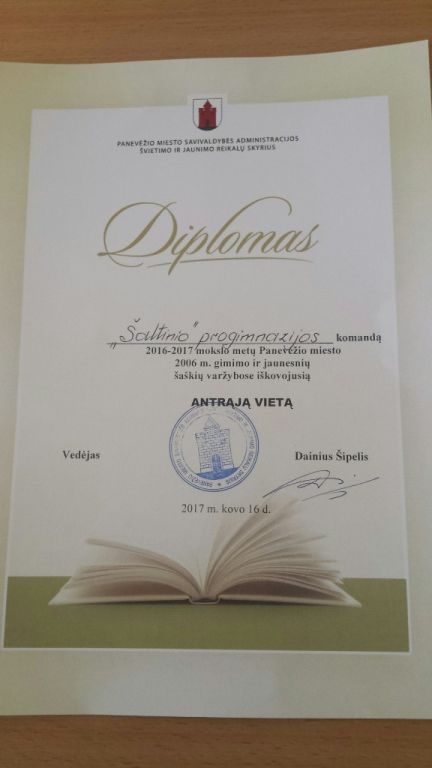 PANEVĖŽIO MIESTO SAVIVALDYBĖS ADMINISTRACIJOS
ŠVIETIMO IR JAUNIMO REIKALŲ SKYRIUS
Diplomas
„Šaltinio" progimnazijos komandą
2016-2017 mokslo metų Panevėžio miesto
2006 m. gimimo ir jaunesnių
šaškių varžybose iškovojusią
ANTRĄJĄ VIETĄ
Vedėjas Dainius Šipelis
2017 m. kovo 16 d.